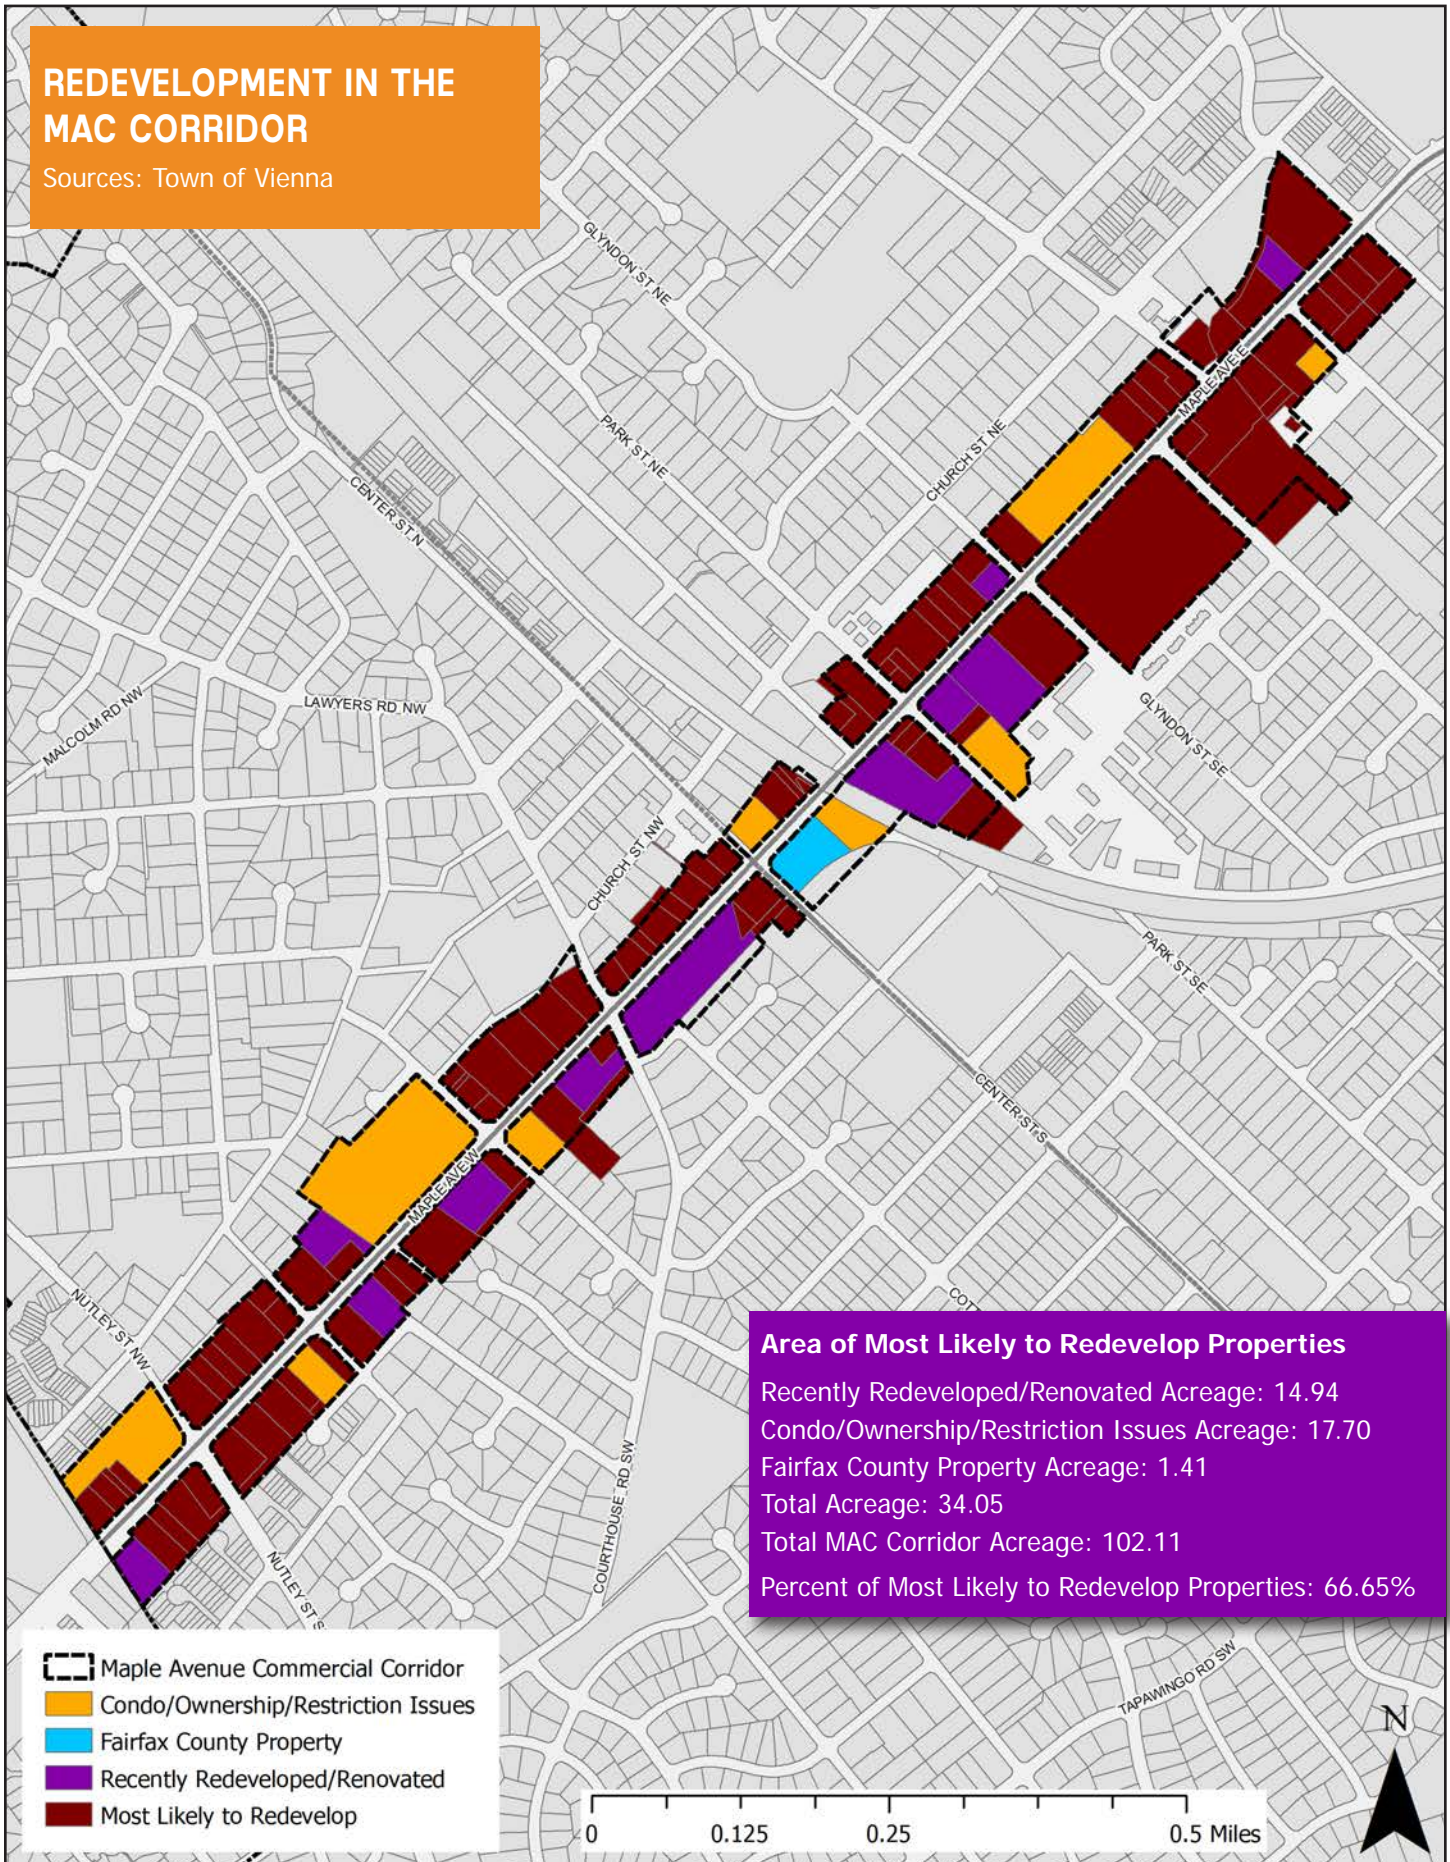 REDEVELOPMENT IN THE
MAC CORRIDOR
Sources: Town of Vienna
GLYNDON ST NE
PARK ST NE
CHURCH ST NE
MAPLE AVE E
CENTER ST N
MALCOLM RD NW
LAWYERS RD NW
GLYNDON ST SE
CHURCH ST NW
PARK ST SE
CENTER ST S
MAPLE AVE W
NUTLEY ST NW
COTT
COURTHOUSE RD SW
NUTLEY ST S
TAPAWINGO RD SW
Area of Most Likely to Redevelop Properties
Recently Redeveloped/Renovated Acreage: 14.94
Condo/Ownership/Restriction Issues Acreage: 17.70
Fairfax County Property Acreage: 1.41
Total Acreage: 34.05
Total MAC Corridor Acreage: 102.11
Percent of Most Likely to Redevelop Properties: 66.65%
Maple Avenue Commercial Corridor
Condo/Ownership/Restriction Issues
Fairfax County Property
Recently Redeveloped/Renovated
Most Likely to Redevelop
N
0 0.125 0.25 0.5 Miles